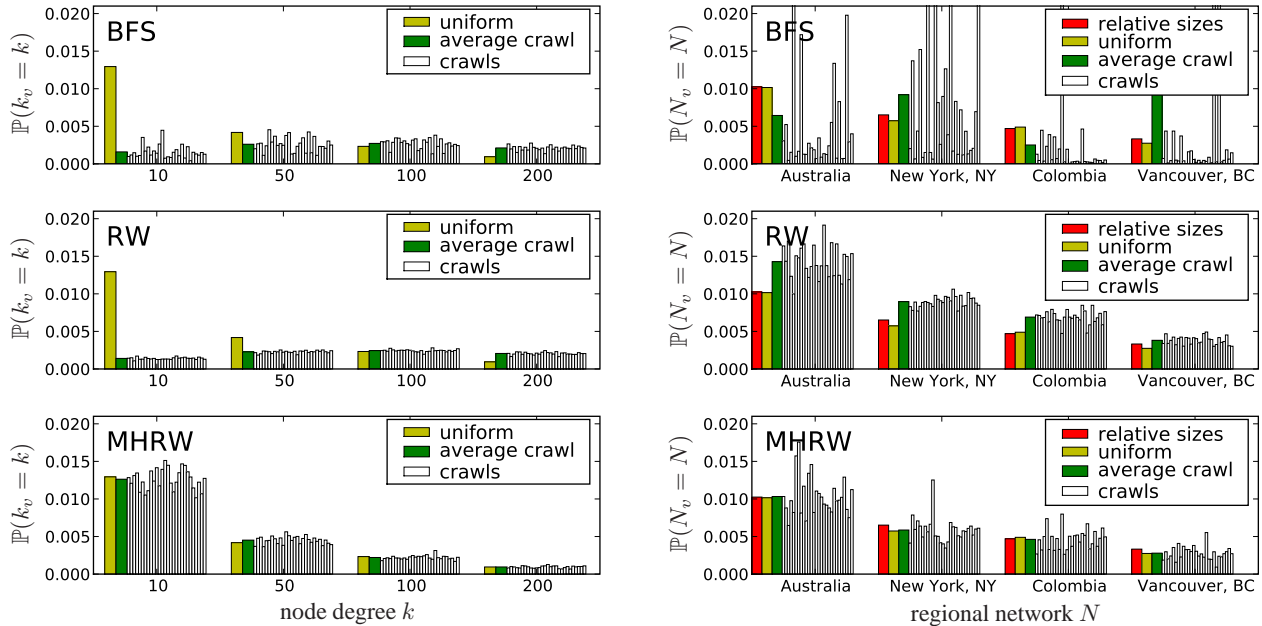 BFS
uniform
average crawl
crawls
ℙ(k_v = k)
0.020
0.015
0.010
0.005
0.000
10
50
100
200
BFS
relative sizes
uniform
average crawl
crawls
ℙ(N_v = N)
0.020
0.015
0.010
0.005
0.000
Australia
New York, NY
Colombia
Vancouver, BC
RW
uniform
average crawl
crawls
ℙ(k_v = k)
0.020
0.015
0.010
0.005
0.000
10
50
100
200
RW
relative sizes
uniform
average crawl
crawls
ℙ(N_v = N)
0.020
0.015
0.010
0.005
0.000
Australia
New York, NY
Colombia
Vancouver, BC
MHRW
uniform
average crawl
crawls
ℙ(k_v = k)
0.020
0.015
0.010
0.005
0.000
10
50
100
200
node degree k
MHRW
relative sizes
uniform
average crawl
crawls
ℙ(N_v = N)
0.020
0.015
0.010
0.005
0.000
Australia
New York, NY
Colombia
Vancouver, BC
regional network N